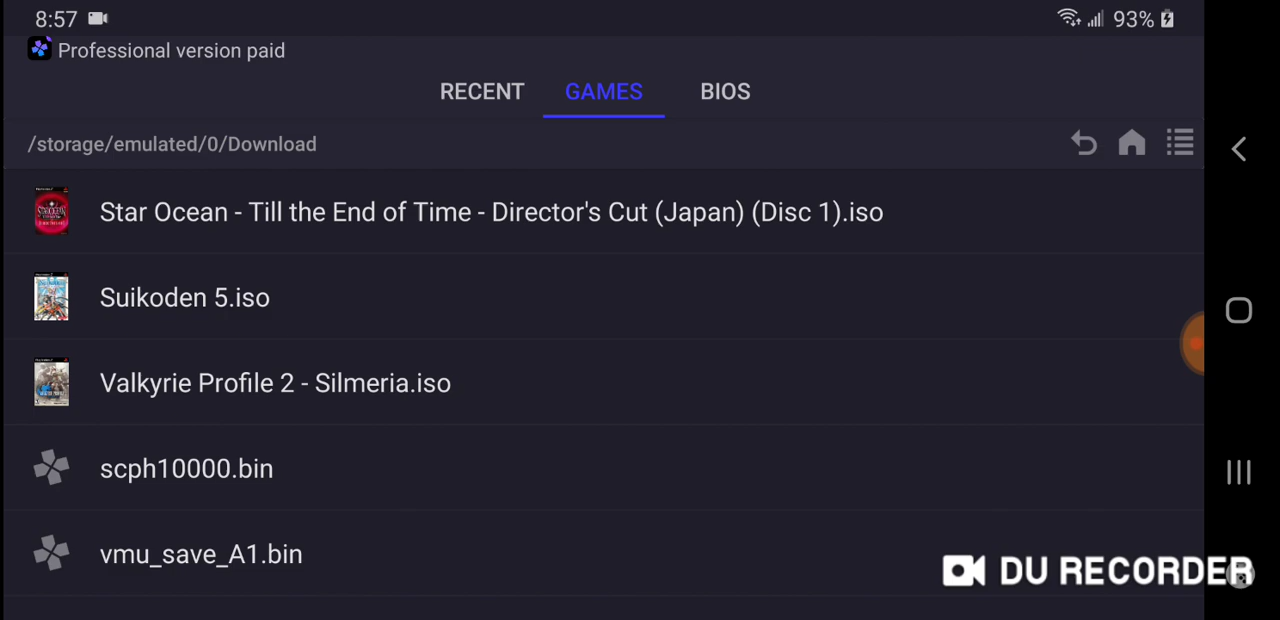 8:57
93%
Professional version paid
RECENT GAMES BIOS
/storage/emulated/0/Download
Star Ocean - Till the End of Time - Director's Cut (Japan) (Disc 1).iso
Suikoden 5.iso
Valkyrie Profile 2 - Silmeria.iso
scph10000.bin
vmu_save_A1.bin
DU RECORDER